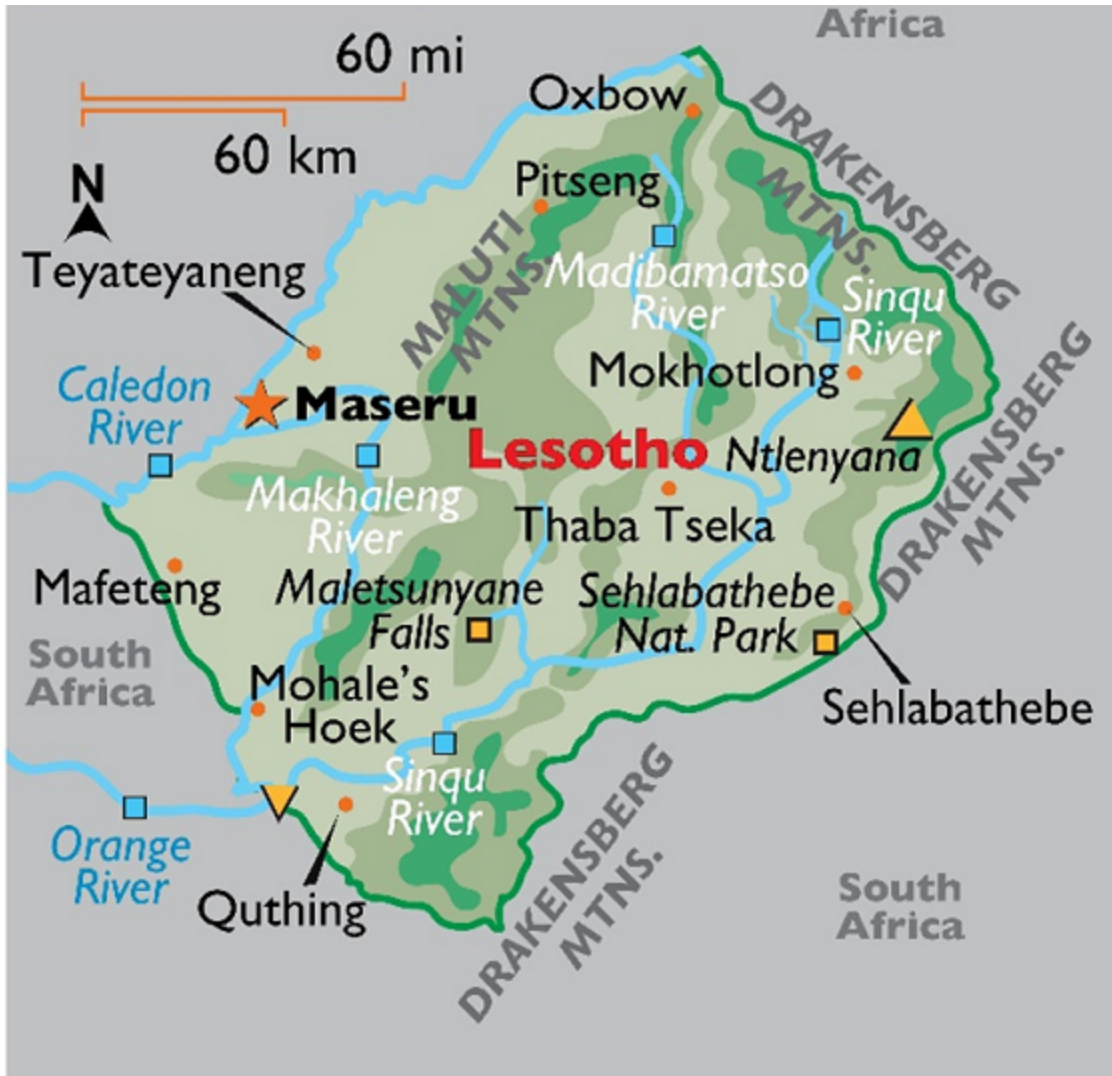 Africa
60 mi
Oxbow
DRAKENSBERG
MTNS.
60 km
N
Pitseng
MALUTI
MTNS.
Teyateyaneng
Madibamatso
River
Sinqu
River
Caledon
River
Maseru
Mokhotlong
DRAKENSBERG
MTNS.
Lesotho
Ntlenyana
Makhaleng
River
Thaba Tseka
Mafeteng
Maletsunyane
Falls
Sehlabathebe
Nat. Park
South
Africa
Mohale's
Hoek
Sehlabathebe
Sinqu
River
DRAKENSBERG
MTNS.
Orange
River
Quthing
South
Africa